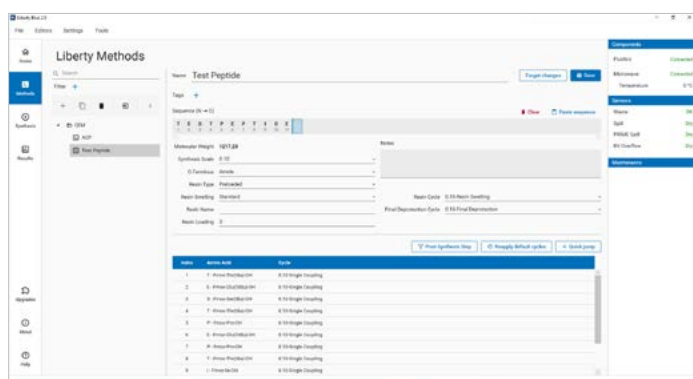 Liberty Blue 2.0
File Editors Settings Tools
Home
Methods
Synthesis
Results
Upgrades
About
Help
Liberty Methods
Search
Filter +
CEM
ACP
Test Peptide
Name Test Peptide
Forget changes
Save
Tags +
Sequence (N → C)
Clear
Paste sequence
T E S T P E P T I D E
Molecular Weight
Notes
Synthesis Scale 0.10
C-Terminus Amide
Resin Type Preloaded
Resin Swelling Standard
Resin Cycle 0.10 Resin Swelling
Resin Name
Final Deprotection Cycle 0.10 Final Deprotection
Resin Loading 0
Post Synthesis Step
Reapply default cycles
Quick jump
Index Amino Acid Cycle
1 T - Fmoc-Thr(tBu)-OH 0.10 Single Coupling
2 E - Fmoc-Glu(OtBu)-OH 0.10 Single Coupling
3 S - Fmoc-Ser(tBu)-OH 0.10 Single Coupling
4 T - Fmoc-Thr(tBu)-OH 0.10 Single Coupling
5 P - Fmoc-Pro-OH 0.10 Single Coupling
6 E - Fmoc-Glu(OtBu)-OH 0.10 Single Coupling
7 P - Fmoc-Pro-OH 0.10 Single Coupling
8 T - Fmoc-Thr(tBu)-OH 0.10 Single Coupling
9 I - Fmoc-Ile-OH 0.10 Single Coupling
Components
Fluidics Connected
Microwave Connected
Temperature 0 °C
Sensors
Waste OK
Spill Dry
PRIME Spill Dry
RV Overflow Dry
Maintenance